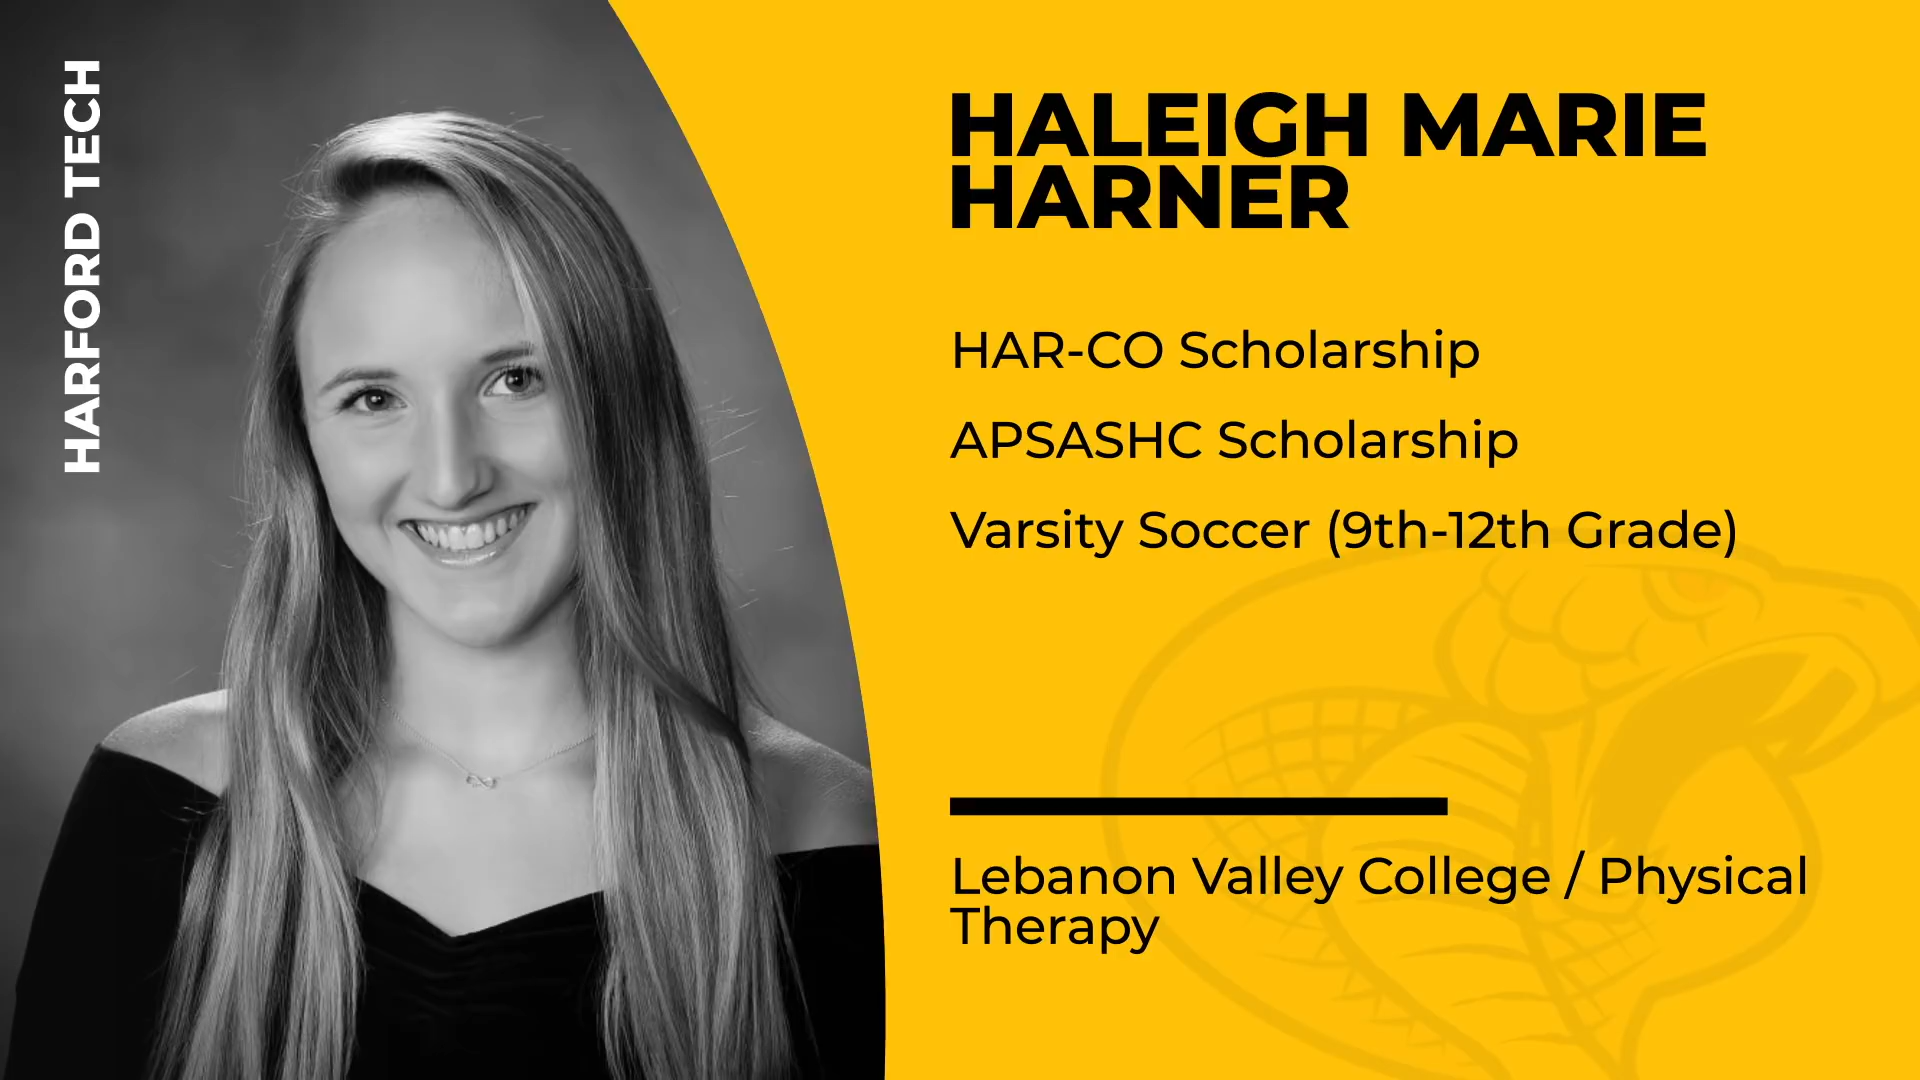 HARFORD TECH
HALEIGH MARIE
HARNER
HAR-CO Scholarship
APSASHC Scholarship
Varsity Soccer (9th-12th Grade)
Lebanon Valley College / Physical
Therapy